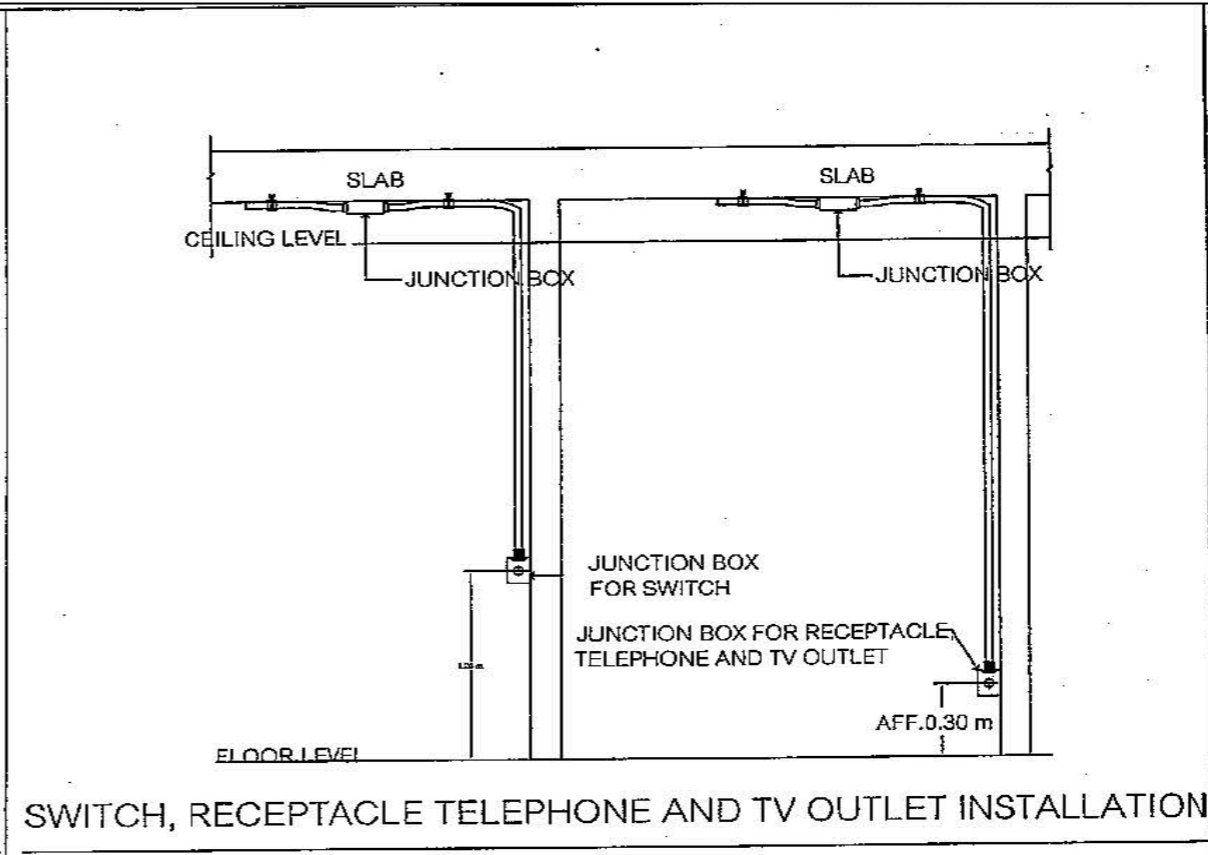 SLAB
SLAB
CEILING LEVEL
JUNCTION BOX
JUNCTION BOX
JUNCTION BOX
FOR SWITCH
JUNCTION BOX FOR RECEPTACLE,
TELEPHONE AND TV OUTLET
AFF.0.30 m
FLOOR LEVEL
SWITCH, RECEPTACLE TELEPHONE AND TV OUTLET INSTALLATION